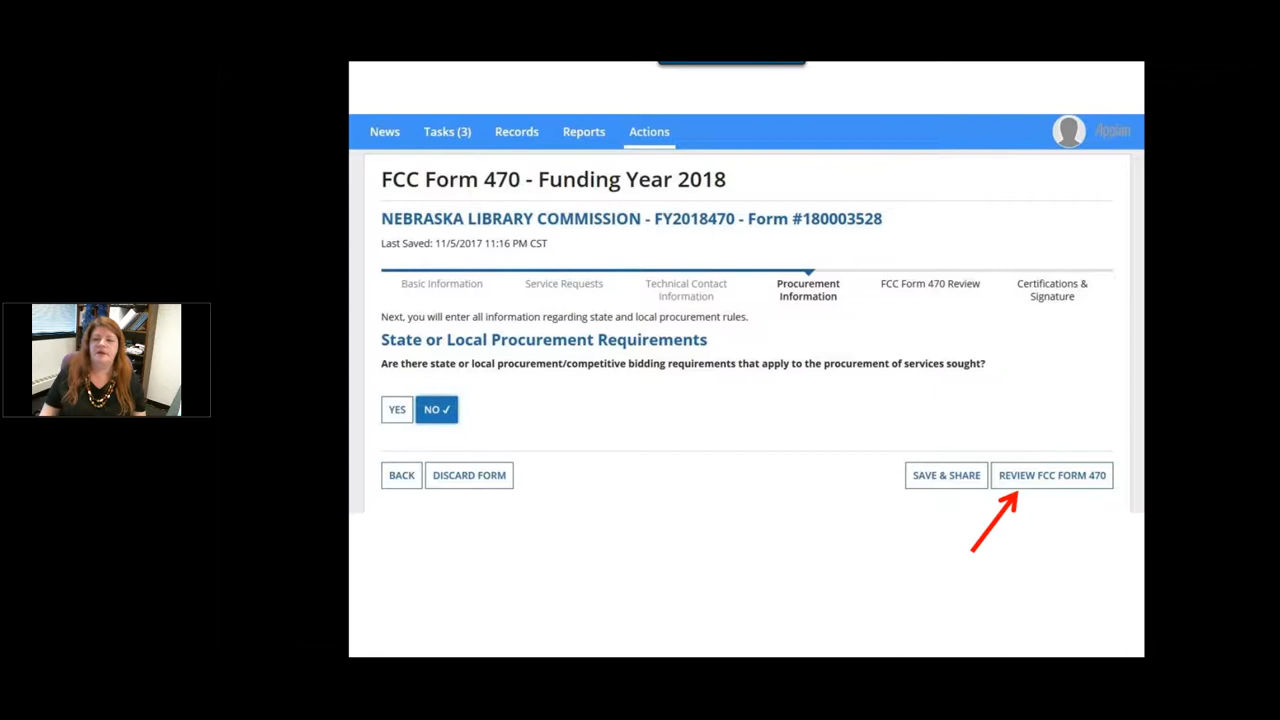 News Tasks (3) Records Reports Actions Appian
FCC Form 470 - Funding Year 2018
NEBRASKA LIBRARY COMMISSION - FY2018470 - Form #180003528
Last Saved: 11/5/2017 11:16 PM CST
Basic Information Service Requests Technical Contact Procurement FCC Form 470 Review Certifications &
Information Information Signature
Next, you will enter all information regarding state and local procurement rules.
State or Local Procurement Requirements
Are there state or local procurement/competitive bidding requirements that apply to the procurement of services sought?
YES NO ✓
BACK DISCARD FORM SAVE & SHARE REVIEW FCC FORM 470